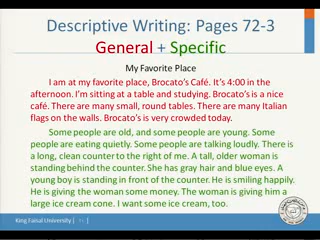 Descriptive Writing: Pages 72-3
General + Specific
My Favorite Place
I am at my favorite place, Brocato's Café. It's 4:00 in the
afternoon. I'm sitting at a table and studying. Brocato's is a nice
café. There are many small, round tables. There are many Italian
flags on the walls. Brocato's is very crowded today.
Some people are old, and some people are young. Some
people are eating quietly. Some people are talking loudly. There is
a long, clean counter to the right of me. A tall, older woman is
standing behind the counter. She has gray hair and blue eyes. A
young boy is standing in front of the counter. He is smiling happily.
He is giving the woman some money. The woman is giving him a
large ice cream cone. I want some ice cream, too.
King Faisal University |